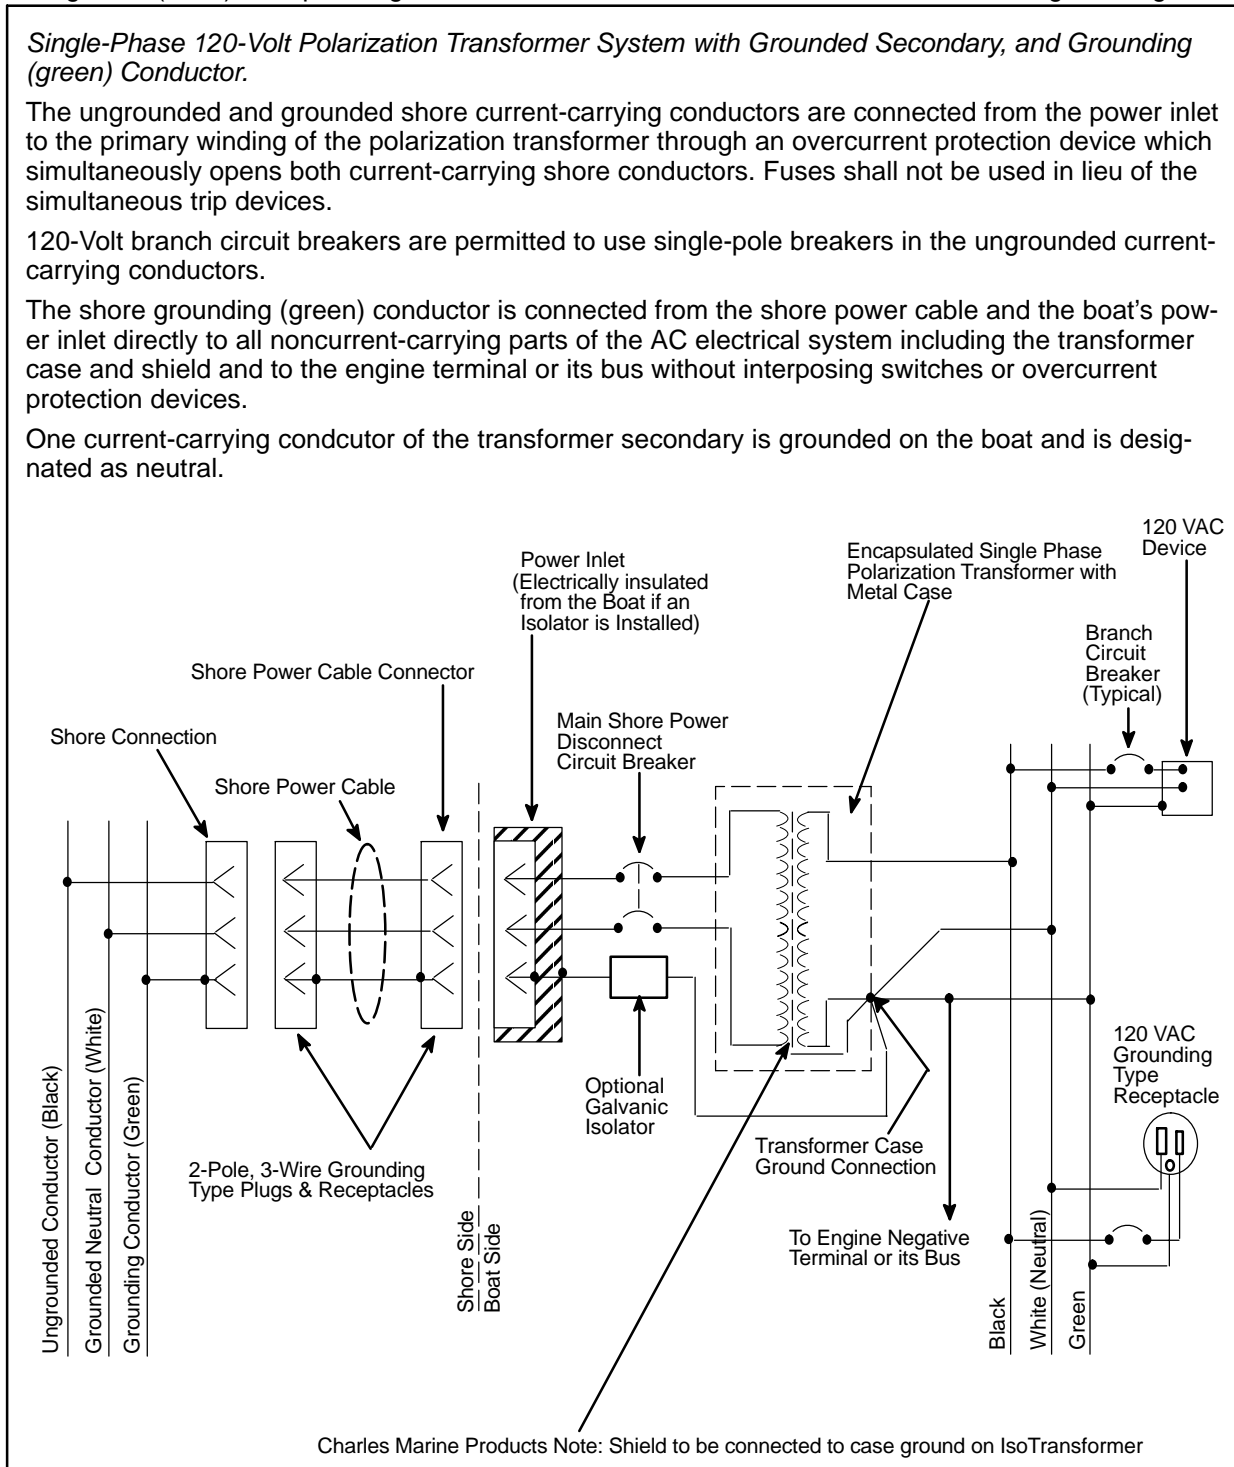 Single-Phase 120-Volt Polarization Transformer System with Grounded Secondary, and Grounding
(green) Conductor.
The ungrounded and grounded shore current-carrying conductors are connected from the power inlet
to the primary winding of the polarization transformer through an overcurrent protection device which
simultaneously opens both current-carrying shore conductors. Fuses shall not be used in lieu of the
simultaneous trip devices.
120-Volt branch circuit breakers are permitted to use single-pole breakers in the ungrounded current-
carrying conductors.
The shore grounding (green) conductor is connected from the shore power cable and the boat's pow-
er inlet directly to all noncurrent-carrying parts of the AC electrical system including the transformer
case and shield and to the engine terminal or its bus without interposing switches or overcurrent
protection devices.
One current-carrying condcutor of the transformer secondary is grounded on the boat and is desig-
nated as neutral.
120 VAC
Device
Power Inlet
(Electrically insulated
from the Boat if an
Isolator is Installed)
Encapsulated Single Phase
Polarization Transformer with
Metal Case
Branch
Circuit
Breaker
(Typical)
Shore Power Cable Connector
Main Shore Power
Disconnect
Circuit Breaker
Shore Connection
Shore Power Cable
Ungrounded Conductor (Black)
Grounded Neutral Conductor (White)
Grounding Conductor (Green)
2-Pole, 3-Wire Grounding
Type Plugs & Receptacles
Shore Side
Boat Side
Optional
Galvanic
Isolator
Transformer Case
Ground Connection
To Engine Negative
Terminal or its Bus
120 VAC
Grounding
Type
Receptacle
Black
White (Neutral)
Green
Charles Marine Products Note: Shield to be connected to case ground on IsoTransformer